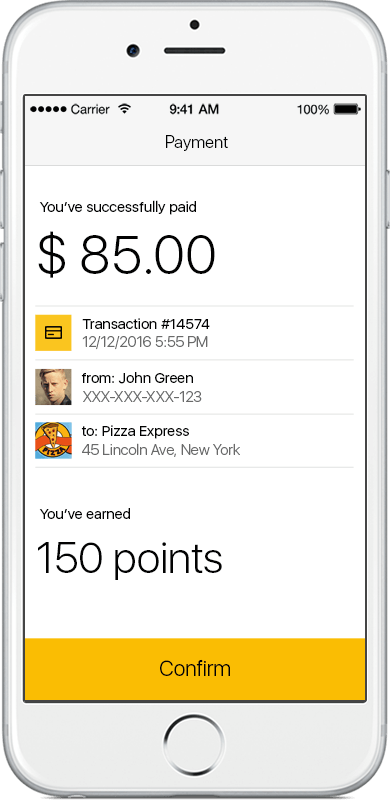 Carrier 9:41 AM 100%
Payment
You've successfully paid
$ 85.00
Transaction #14574
12/12/2016 5:55 PM
from: John Green
XXX-XXX-XXX-123
PIZZA
to: Pizza Express
45 Lincoln Ave, New York
You've earned
150 points
Confirm